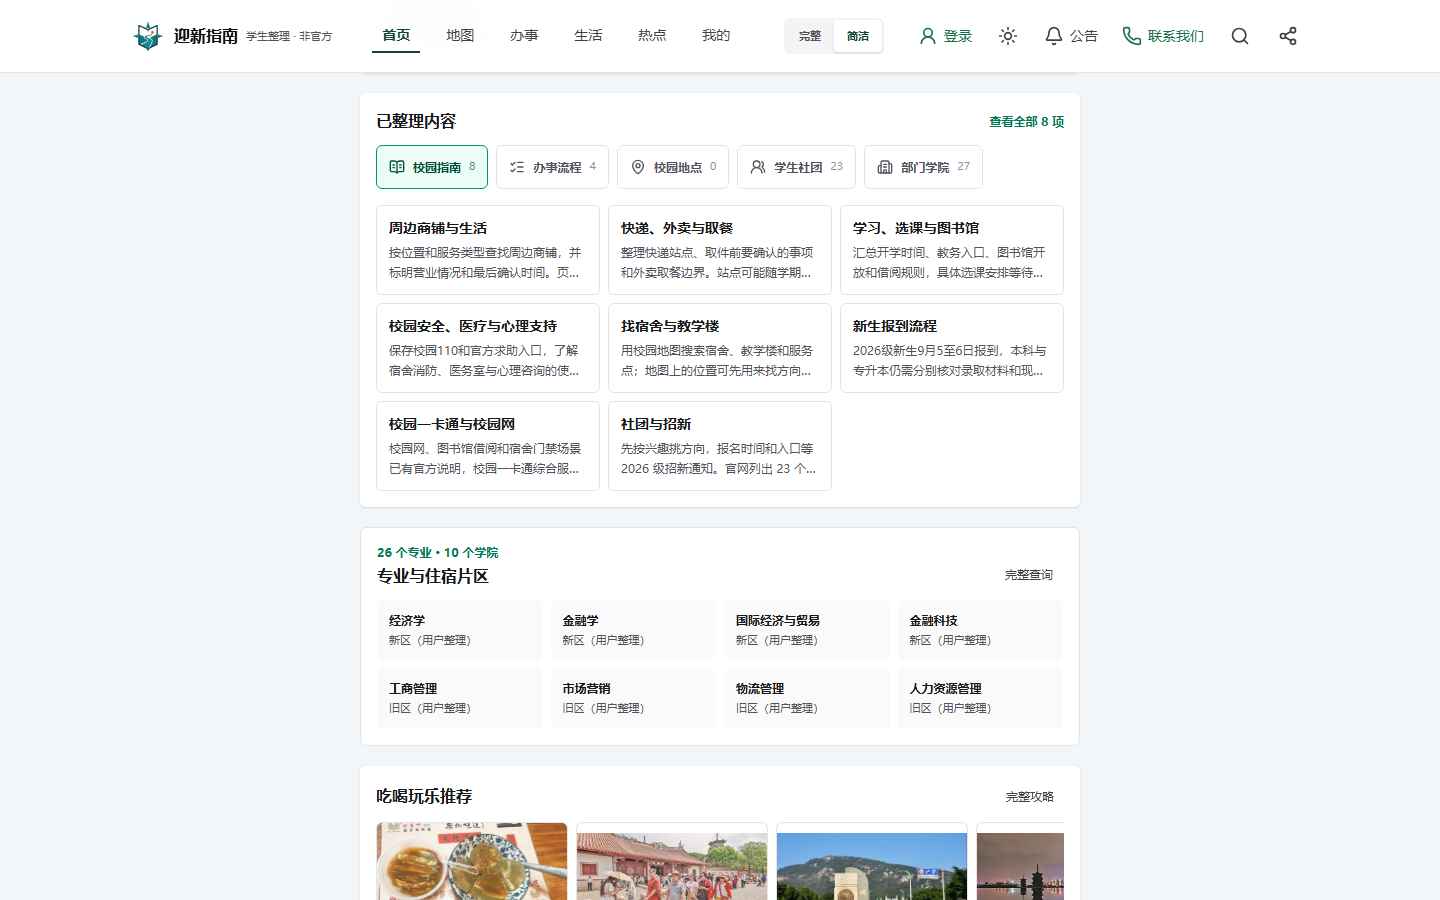 迎新指南 学生整理 · 非官方 首页 地图 办事 生活 热点 我的 完整 简洁 登录 公告 联系我们
已整理内容 查看全部 8 项
校园指南 8 办事流程 4 校园地点 0 学生社团 23 部门学院 27
周边商铺与生活
按位置和服务类型查找周边商铺，并
标明营业情况和最后确认时间。页...
快递、外卖与取餐
整理快递站点、取件前要确认的事项
和外卖取餐边界。站点可能随学期...
学习、选课与图书馆
汇总开学时间、教务入口、图书馆开
放和借阅规则，具体选课安排等待...
校园安全、医疗与心理支持
保存校园110和官方求助入口，了解
宿舍消防、医务室与心理咨询的使...
找宿舍与教学楼
用校园地图搜索宿舍、教学楼和服务
点；地图上的位置可先用来找方向...
新生报到流程
2026级新生9月5至6日报到，本科与
专升本仍需分别核对录取材料和现...
校园一卡通与校园网
校园网、图书馆借阅和宿舍门禁场景
已有官方说明，校园一卡通综合服...
社团与招新
先按兴趣挑方向，报名时间和入口等
2026 级招新通知。官网列出 23 个...
26 个专业 • 10 个学院
专业与住宿片区 完整查询
经济学
新区（用户整理）
金融学
新区（用户整理）
国际经济与贸易
新区（用户整理）
金融科技
新区（用户整理）
工商管理
旧区（用户整理）
市场营销
旧区（用户整理）
物流管理
旧区（用户整理）
人力资源管理
旧区（用户整理）
吃喝玩乐推荐 完整攻略